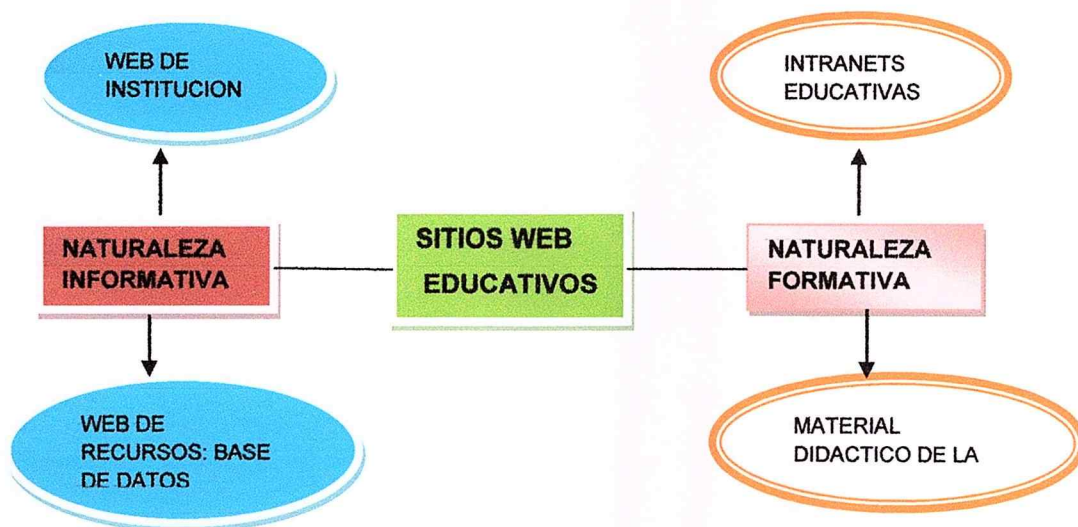 WEB DE
INSTITUCION
INTRANETS
EDUCATIVAS
NATURALEZA
INFORMATIVA
SITIOS WEB
EDUCATIVOS
NATURALEZA
FORMATIVA
WEB DE
RECURSOS: BASE
DE DATOS
MATERIAL
DIDACTICO DE LA